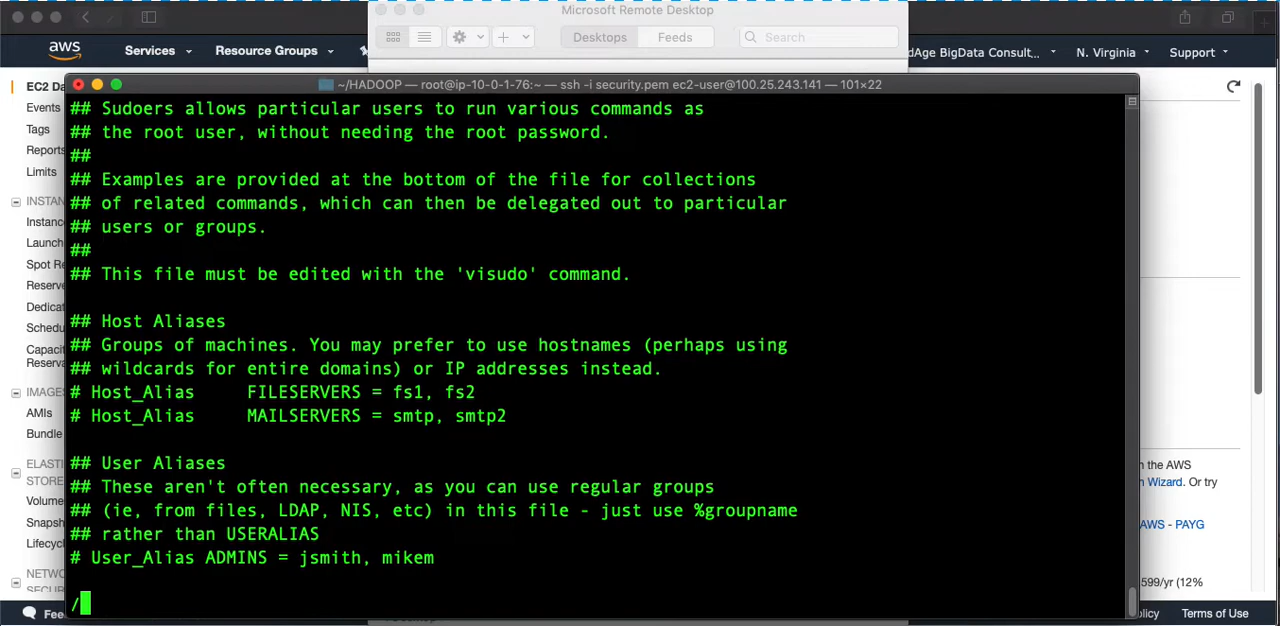 Microsoft Remote Desktop
Desktops Feeds Search
aws Services Resource Groups
BigData Consult... N. Virginia Support
~/HADOOP — root@ip-10-0-1-76:~ — ssh -i security.pem ec2-user@100.25.243.141 — 101×22
## Sudoers allows particular users to run various commands as
## the root user, without needing the root password.
##
## Examples are provided at the bottom of the file for collections
## of related commands, which can then be delegated out to particular
## users or groups.
##
## This file must be edited with the 'visudo' command.
## Host Aliases
## Groups of machines. You may prefer to use hostnames (perhaps using
## wildcards for entire domains) or IP addresses instead.
# Host_Alias     FILESERVERS = fs1, fs2
# Host_Alias     MAILSERVERS = smtp, smtp2
## User Aliases
## These aren't often necessary, as you can use regular groups
## (ie, from files, LDAP, NIS, etc) in this file - just use %groupname
## rather than USERALIAS
# User_Alias ADMINS = jsmith, mikem
/
EC2 Da
Events
Tags
Reports
Limits
INSTAN
Instanc
Launch
Spot Re
Reserve
Dedicat
Schedu
Capacit
Reserva
IMAGES
AMIs
Bundle
ELASTI
STORE
Volume
Snapsh
Lifecyc
NETWO
SECUR
Fee
n the AWS
n Wizard. Or try
AWS - PAYG
599/yr (12%
olicy Terms of Use